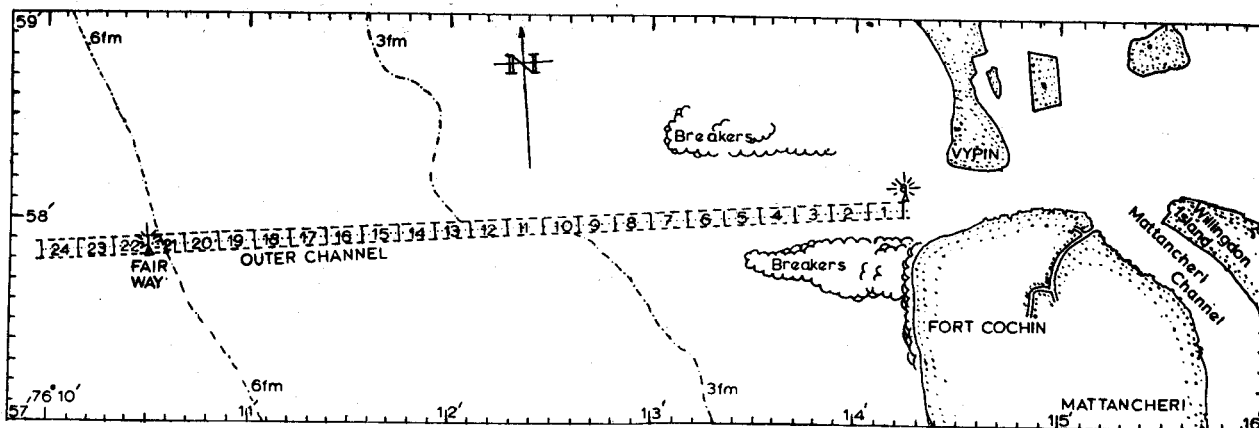 59'
6fm
3fm
N
Breakers
VYPIN
58'
24 23 22 21 20 19 18 17 16 15 14 13 12 11 10 9 8 7 6 5 4 3 2 1
FAIR
WAY
OUTER CHANNEL
Breakers
Willingdon
Island
Mattancheri
Channel
FORT COCHIN
MATTANCHERI
6fm
3fm
57'
76°10'
11'
12'
13'
14'
15'
16'